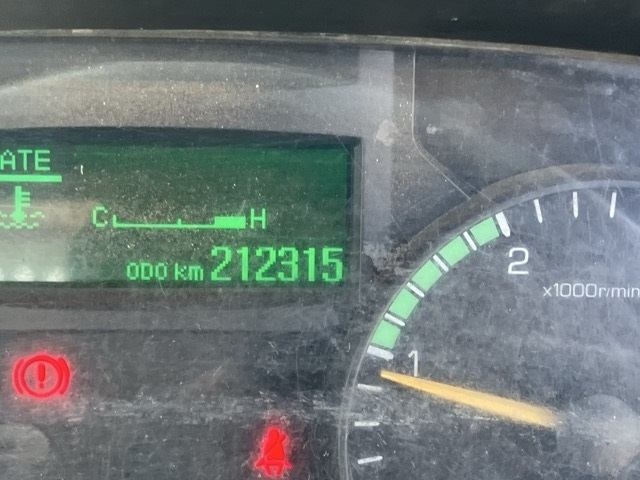 ATE
C H
ODO km 212315
2
x1000r/min
1